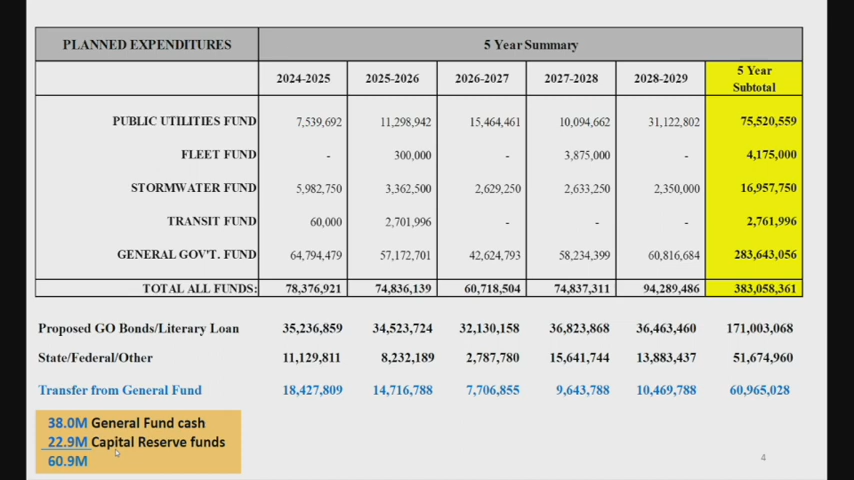 PLANNED EXPENDITURES 5 Year Summary
2024-2025 2025-2026 2026-2027 2027-2028 2028-2029 5 Year Subtotal
PUBLIC UTILITIES FUND 7,539,692 11,298,942 15,464,461 10,094,662 31,122,802 75,520,559
FLEET FUND - 300,000 - 3,875,000 - 4,175,000
STORMWATER FUND 5,982,750 3,362,500 2,629,250 2,633,250 2,350,000 16,957,750
TRANSIT FUND 60,000 2,701,996 - - - 2,761,996
GENERAL GOV'T. FUND 64,794,479 57,172,701 42,624,793 58,234,399 60,816,684 283,643,056
TOTAL ALL FUNDS: 78,376,921 74,836,139 60,718,504 74,837,311 94,289,486 383,058,361
Proposed GO Bonds/Literary Loan 35,236,859 34,523,724 32,130,158 36,823,868 36,463,460 171,003,068
State/Federal/Other 11,129,811 8,232,189 2,787,780 15,641,744 13,883,437 51,674,960
Transfer from General Fund 18,427,809 14,716,788 7,706,855 9,643,788 10,469,788 60,965,028
38.0M General Fund cash
22.9M Capital Reserve funds
60.9M
4